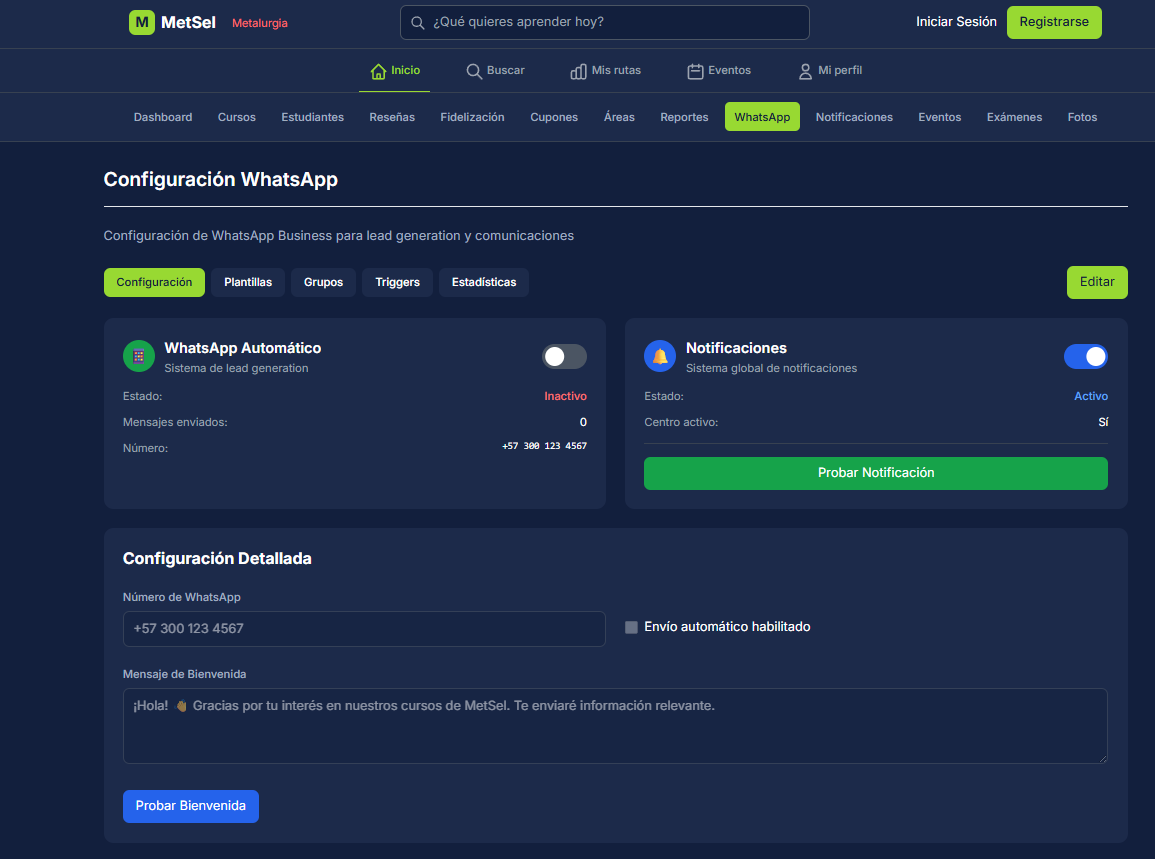 M MetSel Metalurgia ¿Qué quieres aprender hoy? Iniciar Sesión Registrarse
Inicio Buscar Mis rutas Eventos Mi perfil
Dashboard Cursos Estudiantes Reseñas Fidelización Cupones Áreas Reportes WhatsApp Notificaciones Eventos Exámenes Fotos
Configuración WhatsApp
Configuración de WhatsApp Business para lead generation y comunicaciones
Configuración Plantillas Grupos Triggers Estadísticas Editar
WhatsApp Automático
Sistema de lead generation
Estado: Inactivo
Mensajes enviados: 0
Número: +57 300 123 4567
Notificaciones
Sistema global de notificaciones
Estado: Activo
Centro activo: Sí
Probar Notificación
Configuración Detallada
Número de WhatsApp
+57 300 123 4567
Envío automático habilitado
Mensaje de Bienvenida
¡Hola! 👋🏽 Gracias por tu interés en nuestros cursos de MetSel. Te enviaré información relevante.
Probar Bienvenida